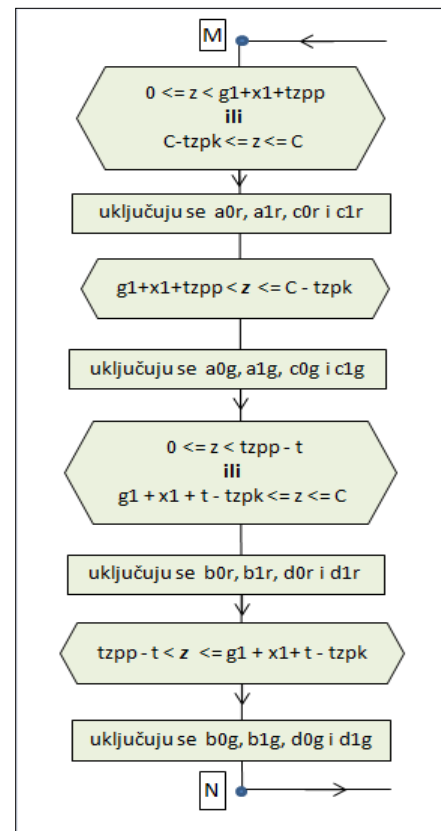 M
0 <= z < g1+x1+tzpp
ili
C-tzpk <= z <= C
uključuju se a0r, a1r, c0r i c1r
g1+x1+tzpp < z <= C - tzpk
uključuju se a0g, a1g, c0g i c1g
0 <= z < tzpp - t
ili
g1 + x1 + t - tzpk <= z <= C
uključuju se b0r, b1r, d0r i d1r
tzpp - t < z <= g1 + x1+ t - tzpk
uključuju se b0g, b1g, d0g i d1g
N